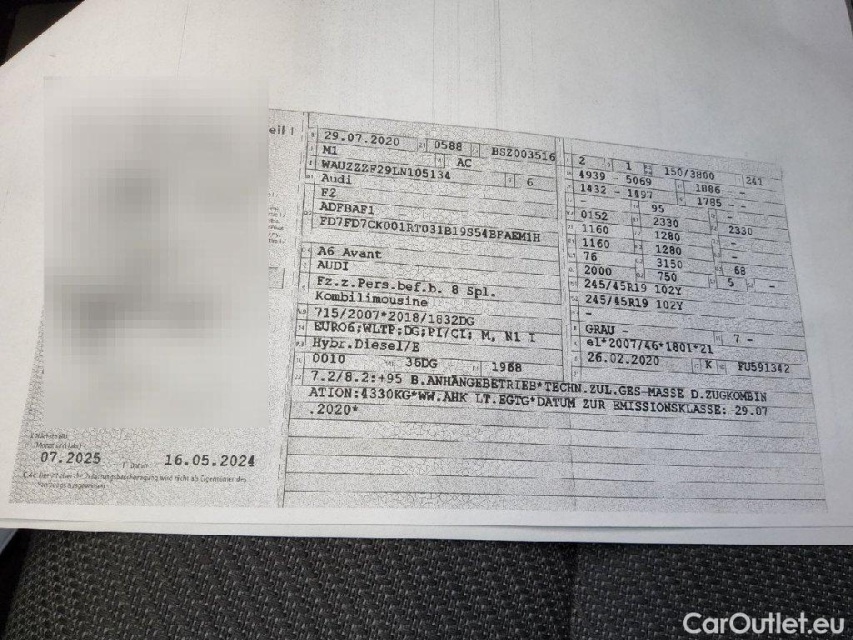 eil I
29.07.2020 0588 BSZ003516
M1 AC
WAUZZZF29LN105134 6
Audi
F2
ADFBAF1
FD7FD7CK001RT031B19S54BPAEM1H
A6 Avant
AUDI
Fz.z.Pers.bef.b. 8 Spl.
Kombilimousine
715/2007*2018/1832DG
EURO6;WLTP;DG;PI/CI; M, N1 I
Hybr.Diesel/E
0010 36DG 1968
2 1 150/3800 241
4939 - 5069 1886 -
1432 - 1497 1785 -
- 95 -
0152 2330 2330
1160 1280 -
1160 1280 -
76 3150 68
2000 750 5 -
245/45R19 102Y
245/45R19 102Y
-
GRAU - 7 -
e1*2007/46*1801*21
26.02.2020 K FU591342
7.2/8.2:+95 B.ANHÄNGEBETRIEB*TECHN.ZUL.GES-MASSE D.ZUGKOMBIN
ATION:4330KG*WW.AHK LT.EGTG*DATUM ZUR EMISSIONSKLASSE: 29.07
.2020*
07.2025 16.05.2024
CarOutlet.eu